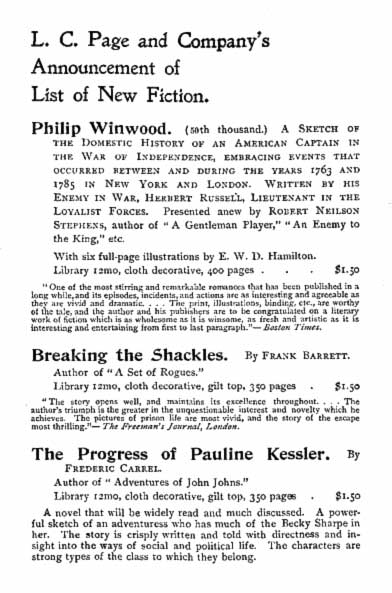 L. C. Page and Company's
Announcement of
List of New Fiction.
Philip Winwood. (50th thousand.) A SKETCH OF
THE DOMESTIC HISTORY OF AN AMERICAN CAPTAIN IN
THE WAR OF INDEPENDENCE, EMBRACING EVENTS THAT
OCCURRED BETWEEN AND DURING THE YEARS 1763 AND
1785 IN NEW YORK AND LONDON. WRITTEN BY HIS
ENEMY IN WAR, HERBERT RUSSELL, LIEUTENANT IN THE
LOYALIST FORCES. Presented anew by ROBERT NEILSON
STEPHENS, author of "A Gentleman Player," "An Enemy to
the King," etc.
With six full-page illustrations by E. W. D. Hamilton.
Library 12mo, cloth decorative, 400 pages . . . $1.50
"One of the most stirring and remarkable romances that has been published in a
long while, and its episodes, incidents, and actions are as interesting and agreeable as
they are vivid and dramatic. . . . The print, illustrations, binding, etc., are worthy
of the tale, and the author and his publishers are to be congratulated on a literary
work of fiction which is as wholesome as it is winsome, as fresh and artistic as it is
interesting and entertaining from first to last paragraph."—Boston Times.
Breaking the Shackles. By FRANK BARRETT.
Author of "A Set of Rogues."
Library 12mo, cloth decorative, gilt top, 350 pages . $1.50
"The story opens well, and maintains its excellence throughout. . . . The
author's triumph is the greater in the unquestionable interest and novelty which he
achieves. The pictures of prison life are most vivid, and the story of the escape
most thrilling."—The Freeman's Journal, London.
The Progress of Pauline Kessler. By
FREDERIC CARREL.
Author of "Adventures of John Johns."
Library 12mo, cloth decorative, gilt top, 350 pages . $1.50
A novel that will be widely read and much discussed. A power-
ful sketch of an adventuress who has much of the Becky Sharpe in
her. The story is crisply written and told with directness and in-
sight into the ways of social and political life. The characters are
strong types of the class to which they belong.